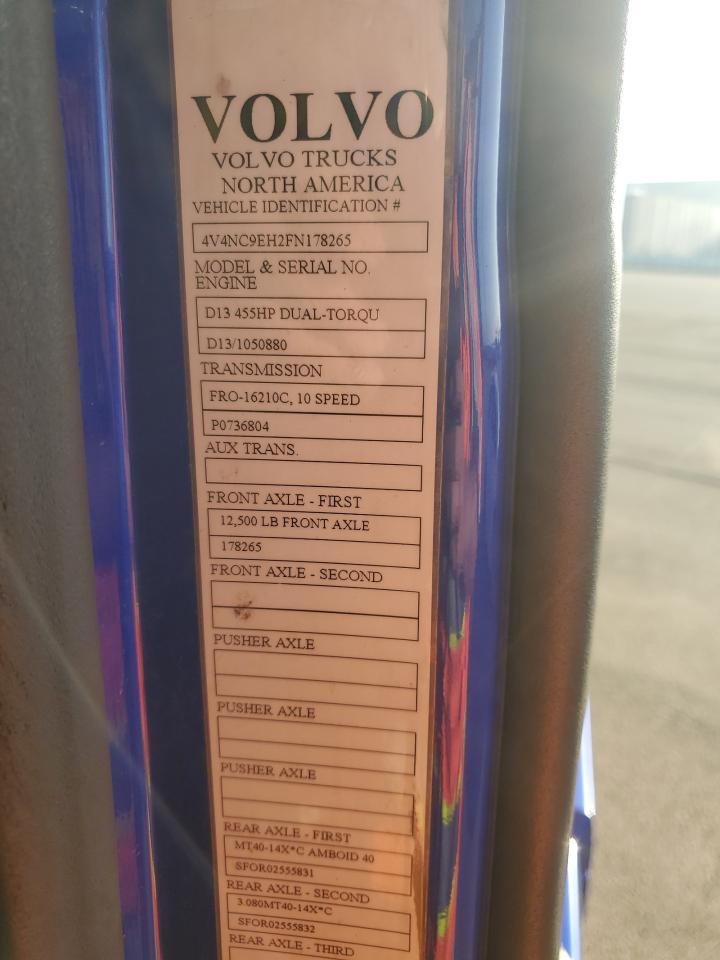 VOLVO
VOLVO TRUCKS
NORTH AMERICA
VEHICLE IDENTIFICATION #
4V4NC9EH2FN178265
MODEL & SERIAL NO.
ENGINE
D13 455HP DUAL-TORQU
D13/1050880
TRANSMISSION
FRO-16210C, 10 SPEED
P0736804
AUX TRANS.
FRONT AXLE - FIRST
12,500 LB FRONT AXLE
178265
FRONT AXLE - SECOND
PUSHER AXLE
PUSHER AXLE
PUSHER AXLE
REAR AXLE - FIRST
MT40-14X*C AMBOID 40
SFOR02555831
REAR AXLE - SECOND
3.080MT40-14X*C
SFOR02555832
REAR AXLE - THIRD